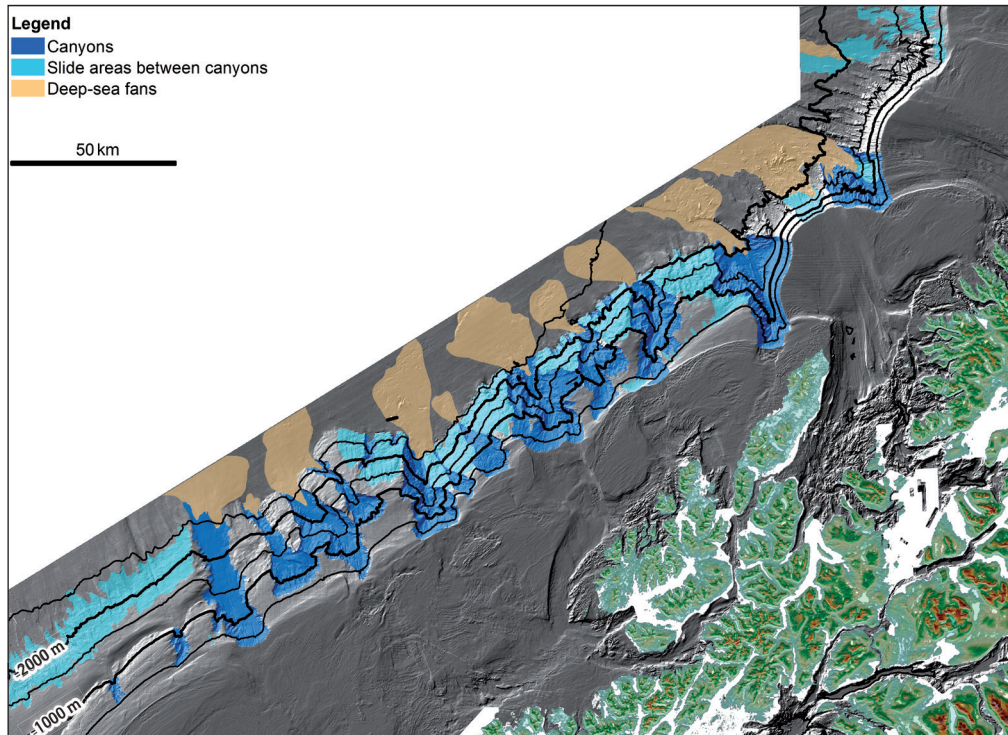 Legend
Canyons
Slide areas between canyons
Deep-sea fans
50 km
-2000 m
-1000 m